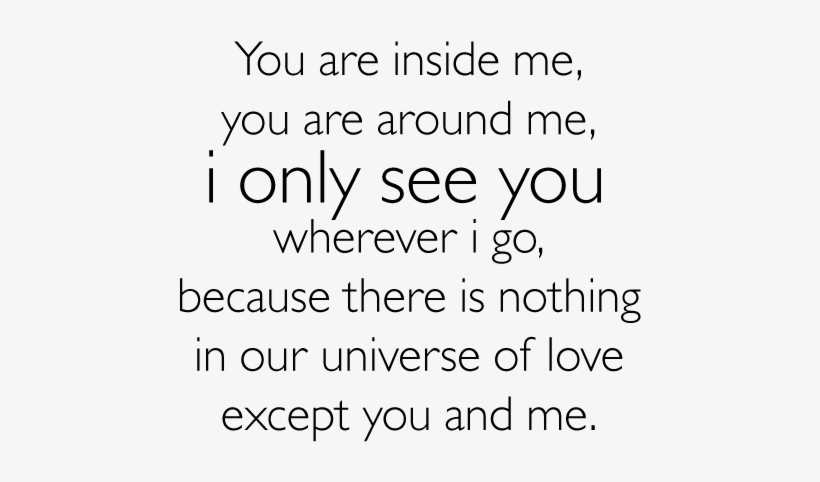 You are inside me,
you are around me,
i only see you
wherever i go,
because there is nothing
in our universe of love
except you and me.